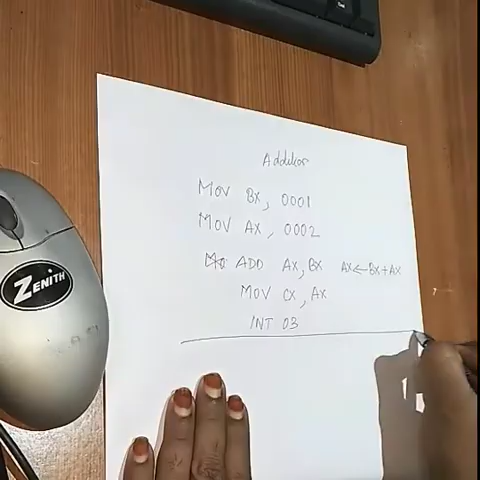 Addition
MOV BX, 0001
MOV AX, 0002
ADD AX, BX AX←BX+AX
MOV CX, AX
INT 03
ZENITH